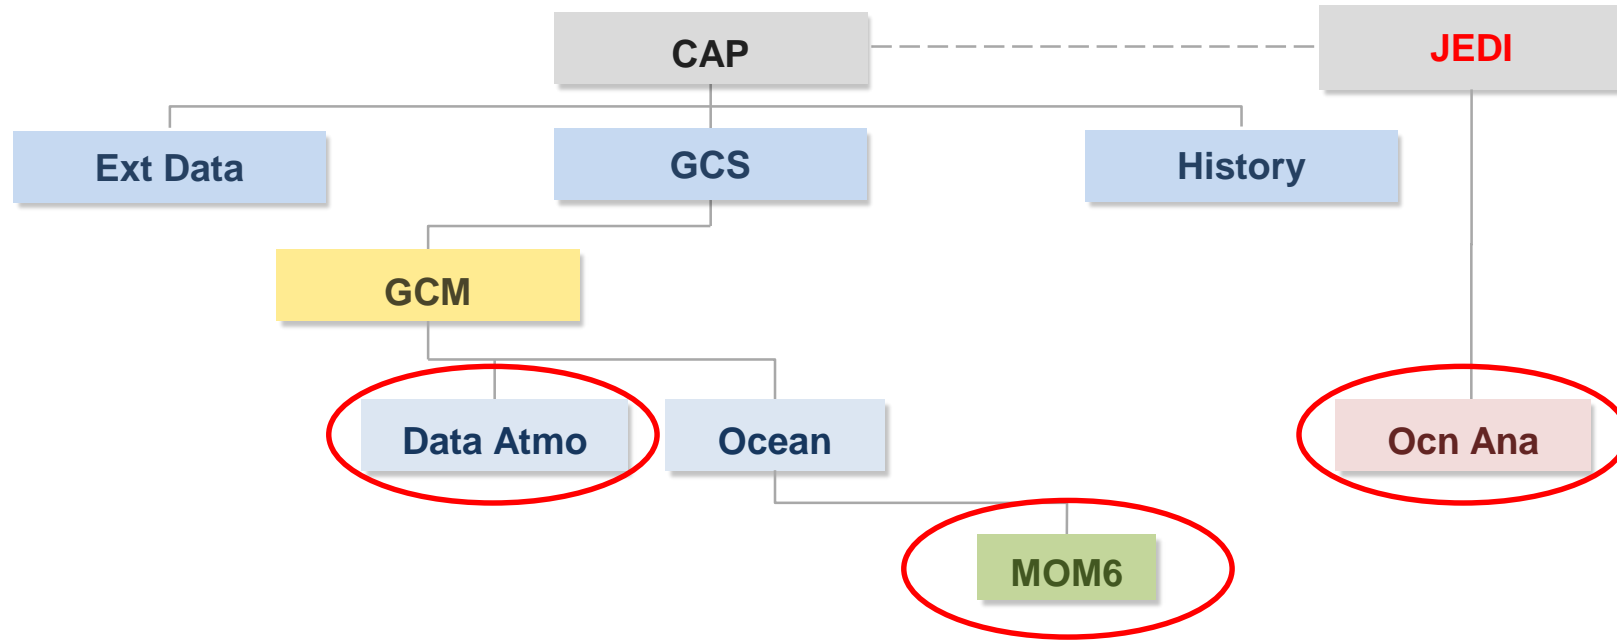 CAP
JEDI
Ext Data
GCS
History
GCM
Data Atmo
Ocean
Ocn Ana
MOM6